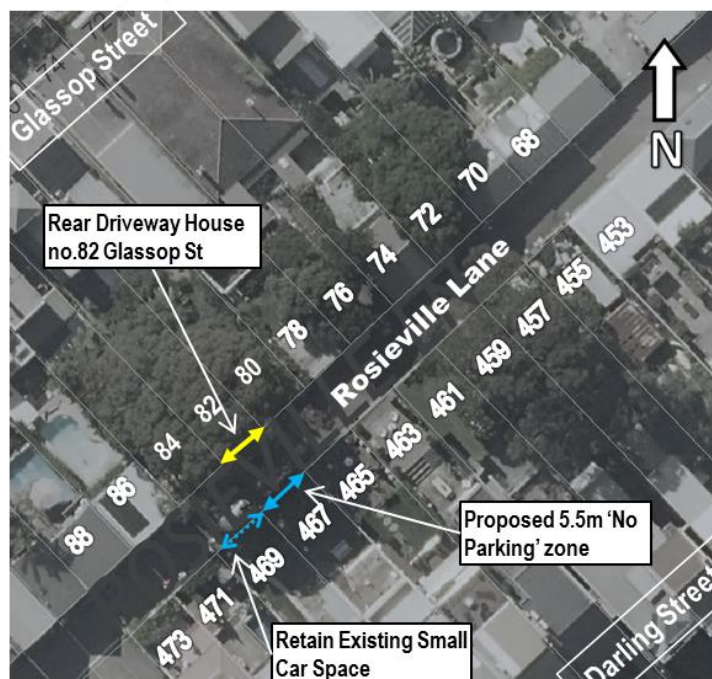 Glassop Street
N
Rear Driveway House
no.82 Glassop St
68
70
72
74
76
78
80
82
84
86
88
Rosieville Lane
453
455
457
459
461
463
465
467
469
471
473
Proposed 5.5m ‘No
Parking’ zone
Retain Existing Small
Car Space
Darling Street